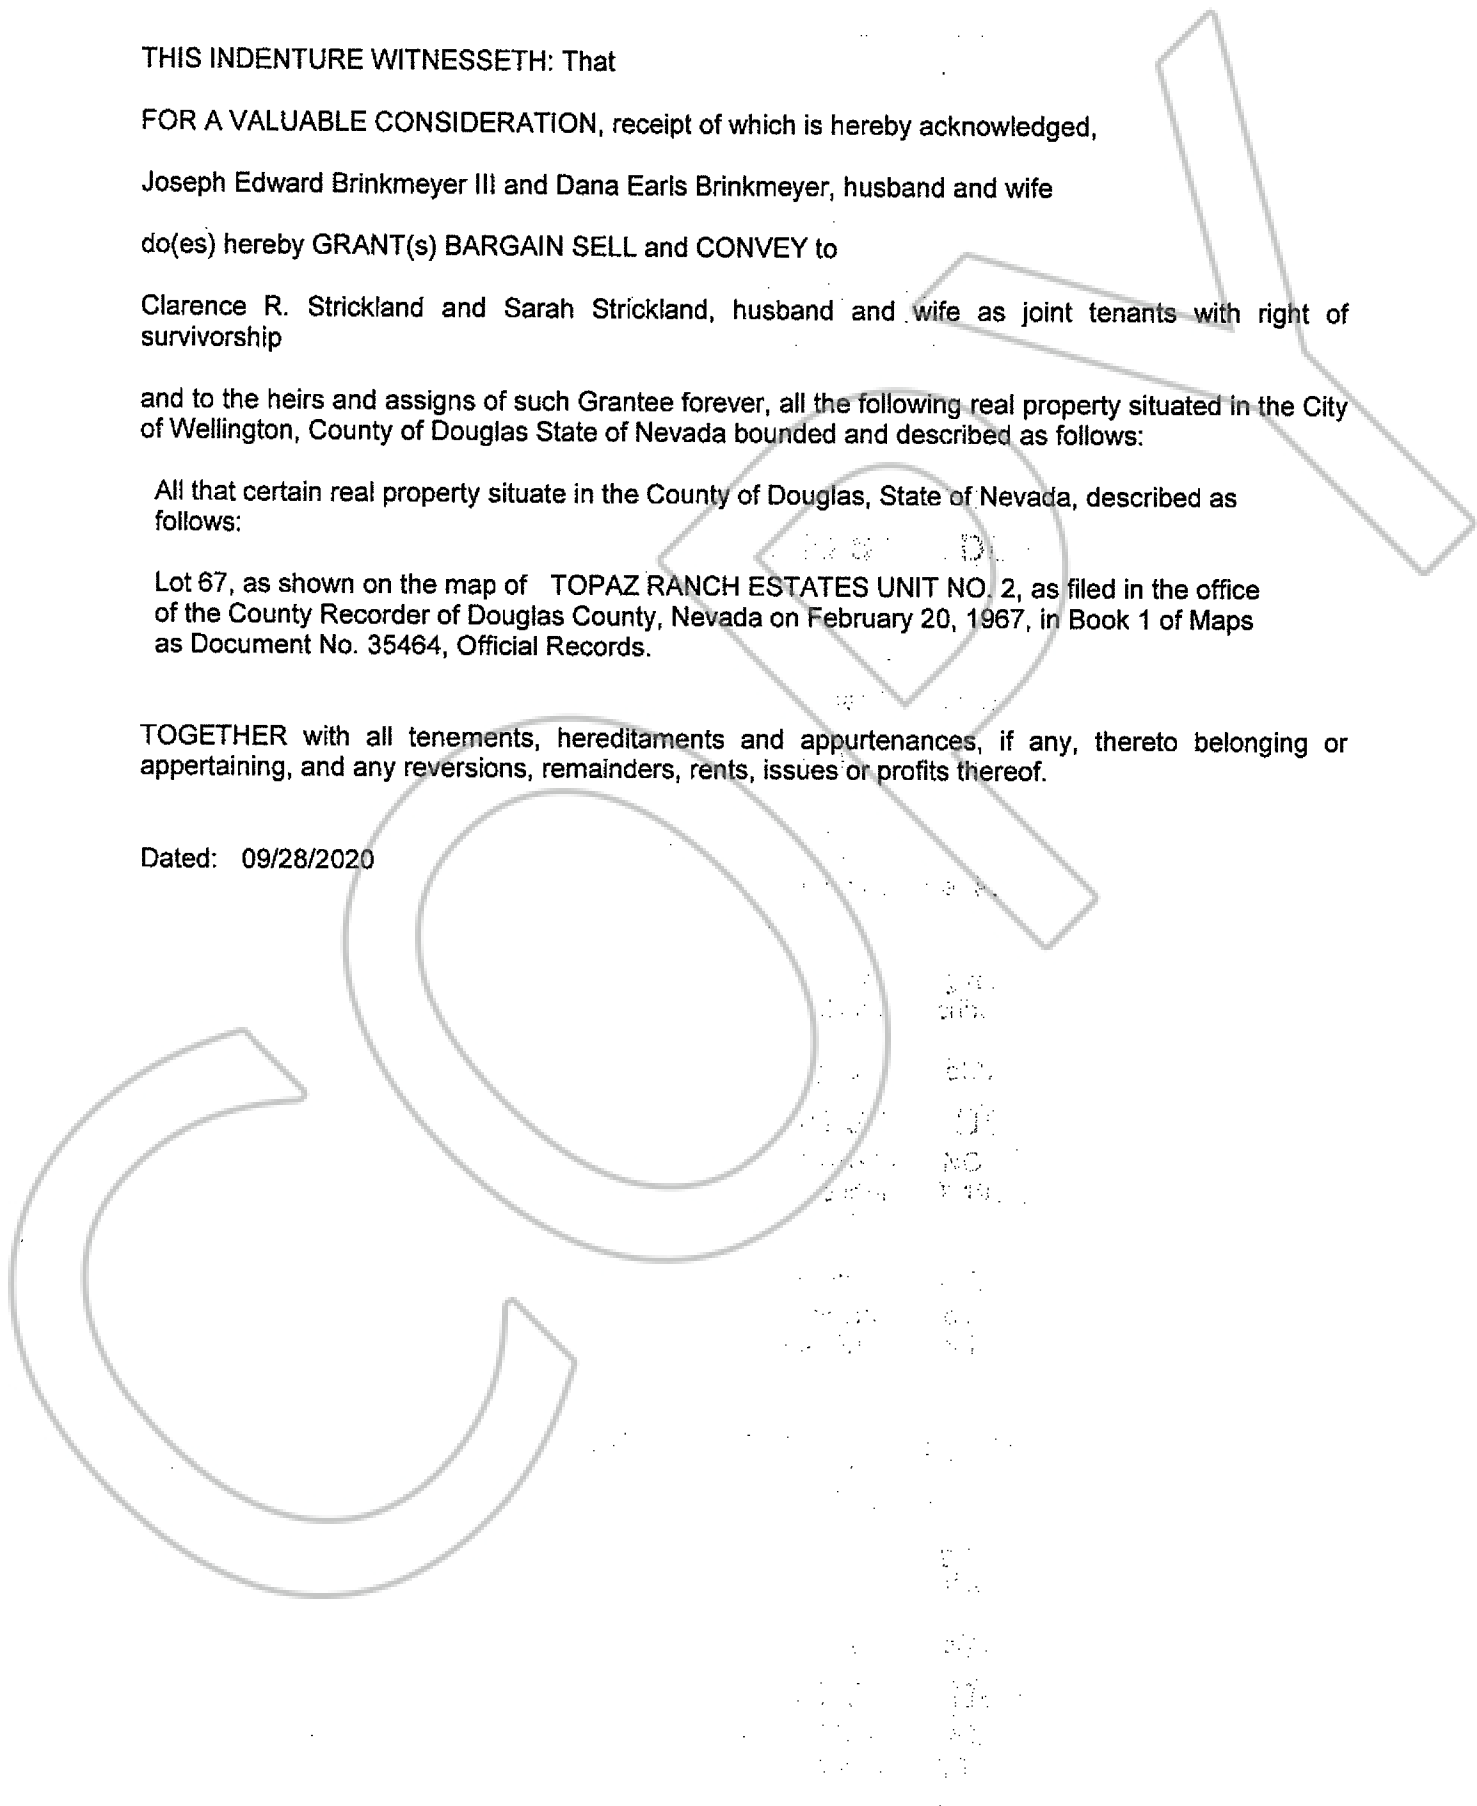 THIS INDENTURE WITNESSETH: That
FOR A VALUABLE CONSIDERATION, receipt of which is hereby acknowledged,
Joseph Edward Brinkmeyer III and Dana Earls Brinkmeyer, husband and wife
do(es) hereby GRANT(s) BARGAIN SELL and CONVEY to
Clarence R. Strickland and Sarah Strickland, husband and wife as joint tenants with right of
survivorship
and to the heirs and assigns of such Grantee forever, all the following real property situated in the City
of Wellington, County of Douglas State of Nevada bounded and described as follows:
All that certain real property situate in the County of Douglas, State of Nevada, described as
follows:
Lot 67, as shown on the map of TOPAZ RANCH ESTATES UNIT NO. 2, as filed in the office
of the County Recorder of Douglas County, Nevada on February 20, 1967, in Book 1 of Maps
as Document No. 35464, Official Records.
TOGETHER with all tenements, hereditaments and appurtenances, if any, thereto belonging or
appertaining, and any reversions, remainders, rents, issues or profits thereof.
Dated: 09/28/2020
COPY